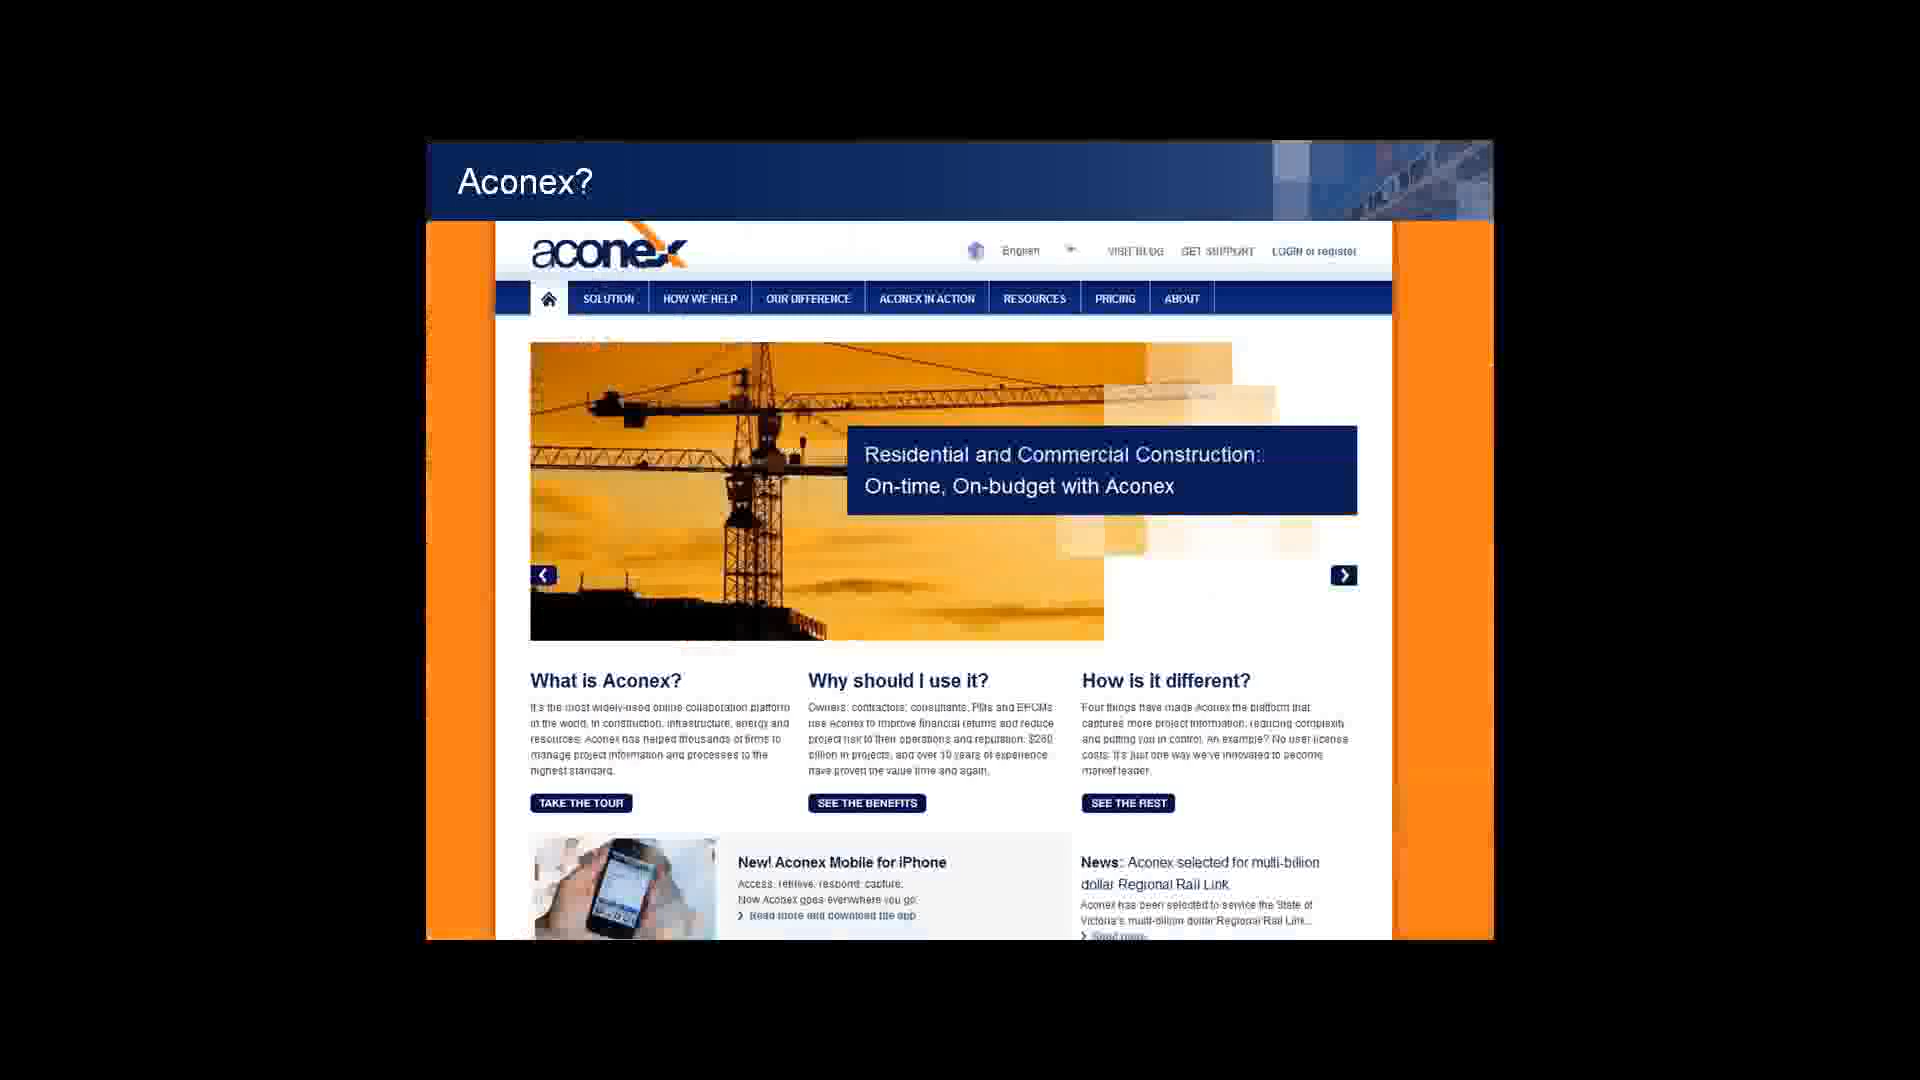 Aconex?
aconex
English VISIT BLOG GET SUPPORT LOGIN or register
SOLUTION HOW WE HELP OUR DIFFERENCE ACONEX IN ACTION RESOURCES PRICING ABOUT
Residential and Commercial Construction:
On-time, On-budget with Aconex
What is Aconex?
It's the most widely-used online collaboration platform
in the world. In construction, infrastructure, energy and
resources, Aconex has helped thousands of firms to
manage project information and processes to the
highest standard.
TAKE THE TOUR
Why should I use it?
Owners, contractors, consultants, PMs and EPCMs
use Aconex to improve financial returns and reduce
project risk to their operations and reputation. $260
billion in projects, and over 10 years of experience
have proven the value time and again.
SEE THE BENEFITS
How is it different?
Four things have made Aconex the platform that
captures more project information, reducing complexity
and putting you in control. An example? No user license
costs. It's just one way we've innovated to become
market leader.
SEE THE REST
New! Aconex Mobile for iPhone
Access, retrieve, respond, capture.
Now Aconex goes everywhere you go.
Read more and download the app
News: Aconex selected for multi-billion
dollar Regional Rail Link
Aconex has been selected to service the State of
Victoria's multi-billion dollar Regional Rail Link...
Read more